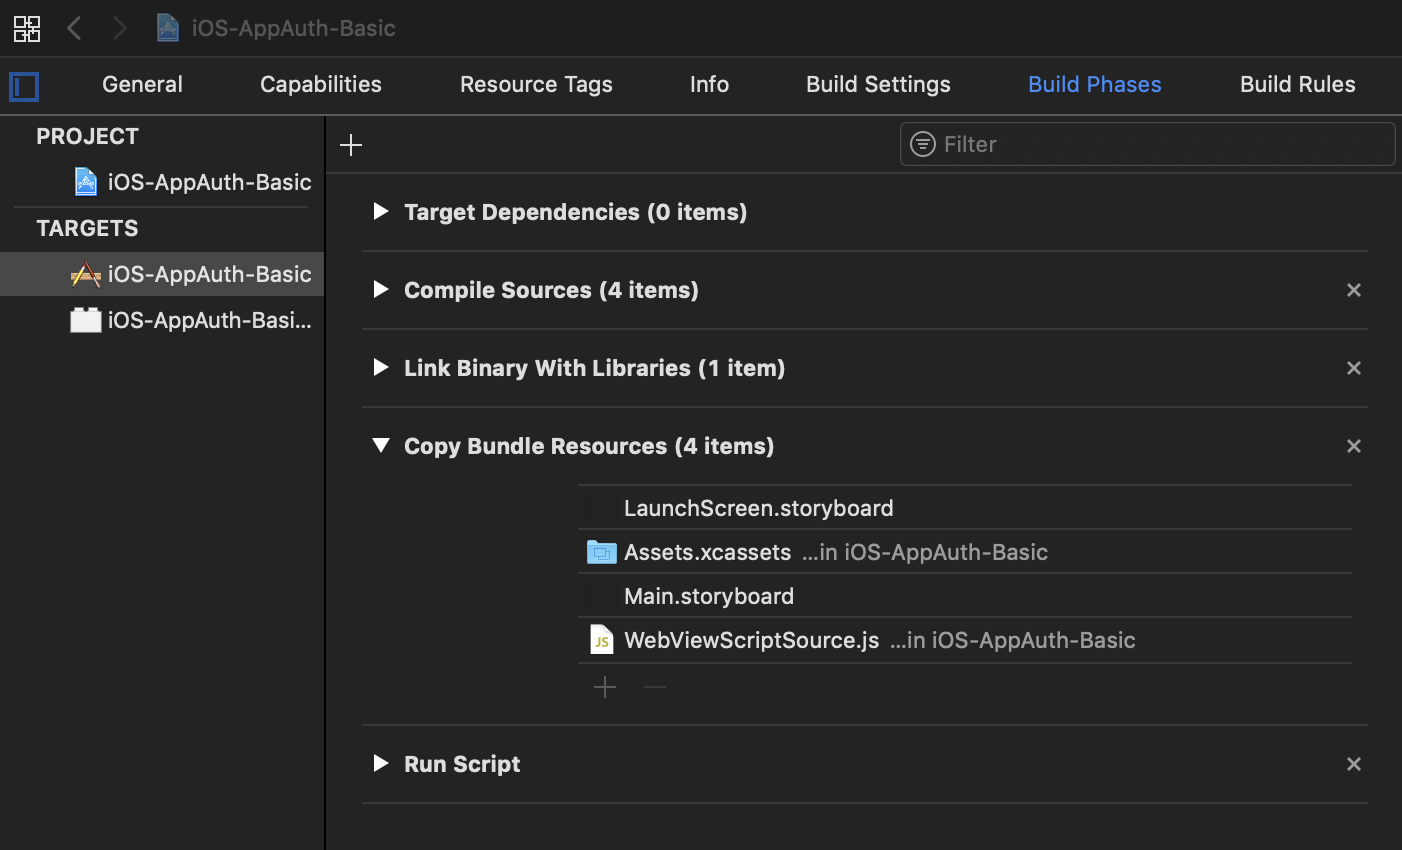 iOS-AppAuth-Basic
General Capabilities Resource Tags Info Build Settings Build Phases Build Rules
PROJECT
iOS-AppAuth-Basic
TARGETS
iOS-AppAuth-Basic
iOS-AppAuth-Basi...
Filter
Target Dependencies (0 items)
Compile Sources (4 items)
Link Binary With Libraries (1 item)
Copy Bundle Resources (4 items)
LaunchScreen.storyboard
Assets.xcassets ...in iOS-AppAuth-Basic
Main.storyboard
JS WebViewScriptSource.js ...in iOS-AppAuth-Basic
Run Script